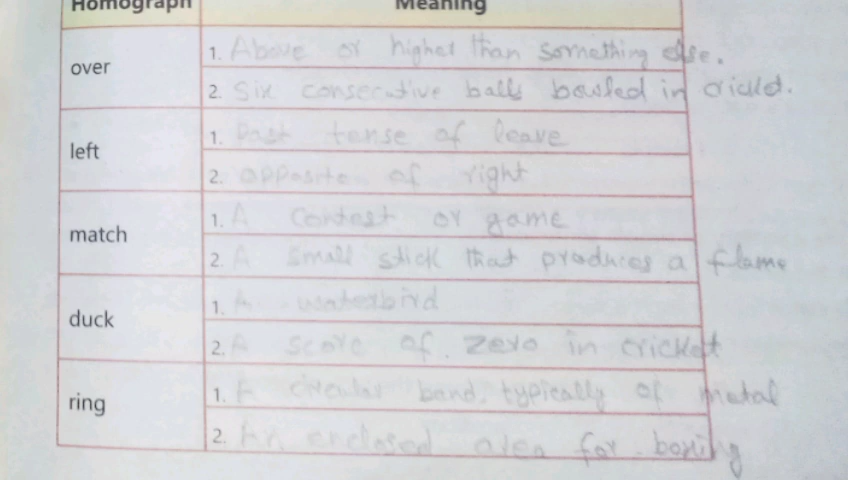 Homograph Meaning
over
1. Above or higher than something else.
2. Six consecutive balls bowled in cricket.
left
1. Past tense of leave
2. opposite of right
match
1. A contest or game
2. A small stick that produces a flame
duck
1. A waterbird
2. A score of zero in crickett
ring
1. A circular band, typically of metal
2. An enclosed area for boxing